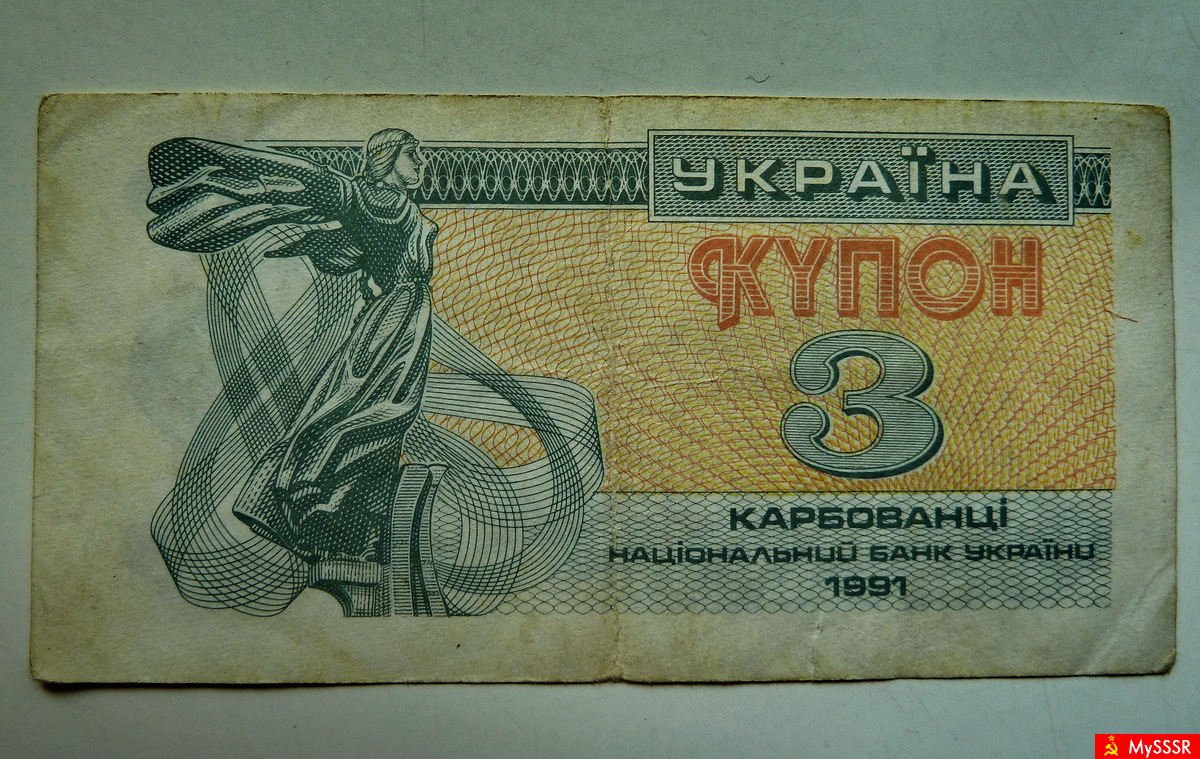 УКРАЇНА
КУПОН
3
КАРБОВАНЦІ
НАЦІОНАЛЬНИЙ БАНК УКРАЇНИ
1991
MySSSR